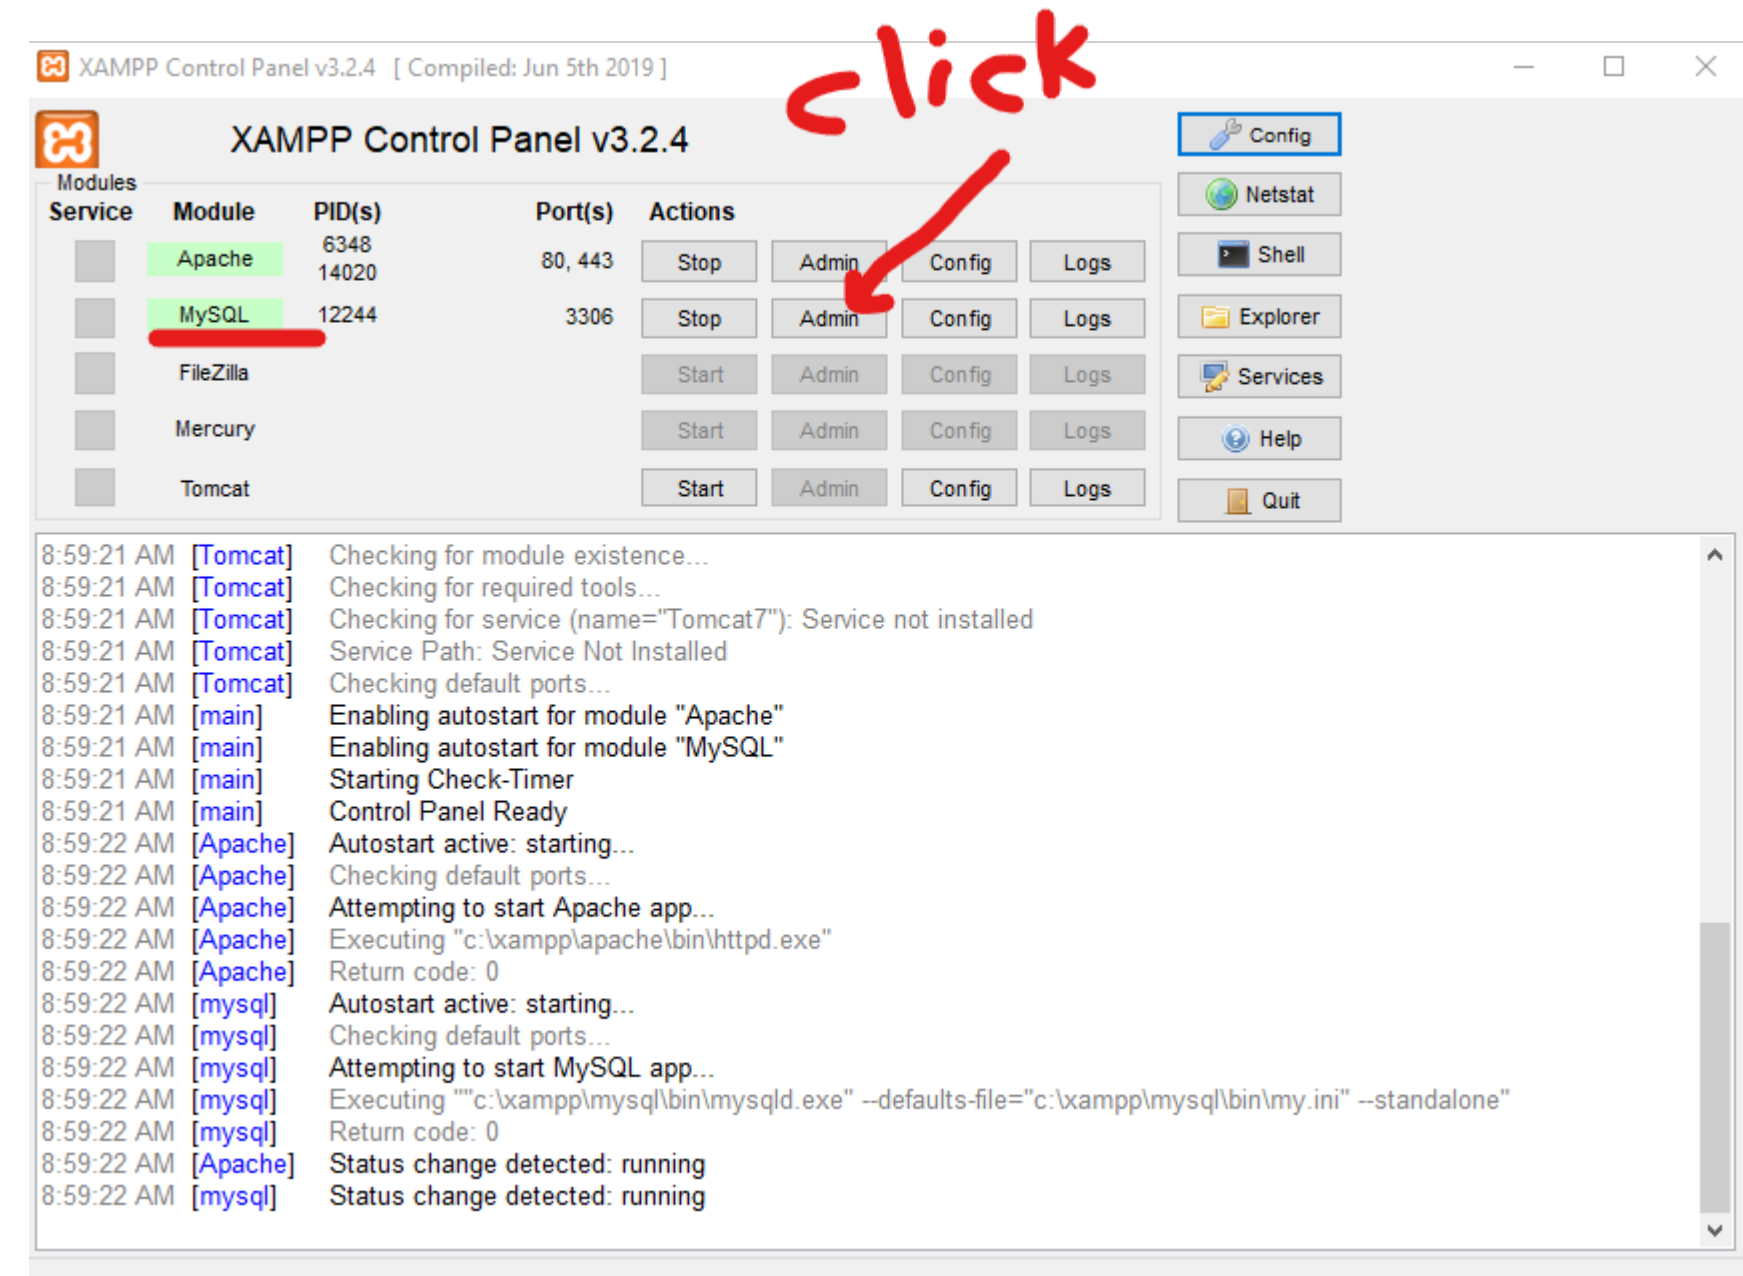 click
XAMPP Control Panel v3.2.4 [ Compiled: Jun 5th 2019 ]
XAMPP Control Panel v3.2.4
Config
Modules
Service Module PID(s) Port(s) Actions
Netstat
Apache 6348 14020 80, 443 Stop Admin Config Logs
Shell
MySQL 12244 3306 Stop Admin Config Logs
Explorer
FileZilla Start Admin Config Logs
Services
Mercury Start Admin Config Logs
Help
Tomcat Start Admin Config Logs
Quit
8:59:21 AM [Tomcat] Checking for module existence...
8:59:21 AM [Tomcat] Checking for required tools...
8:59:21 AM [Tomcat] Checking for service (name="Tomcat7"): Service not installed
8:59:21 AM [Tomcat] Service Path: Service Not Installed
8:59:21 AM [Tomcat] Checking default ports...
8:59:21 AM [main] Enabling autostart for module "Apache"
8:59:21 AM [main] Enabling autostart for module "MySQL"
8:59:21 AM [main] Starting Check-Timer
8:59:21 AM [main] Control Panel Ready
8:59:22 AM [Apache] Autostart active: starting...
8:59:22 AM [Apache] Checking default ports...
8:59:22 AM [Apache] Attempting to start Apache app...
8:59:22 AM [Apache] Executing "c:\xampp\apache\bin\httpd.exe"
8:59:22 AM [Apache] Return code: 0
8:59:22 AM [mysql] Autostart active: starting...
8:59:22 AM [mysql] Checking default ports...
8:59:22 AM [mysql] Attempting to start MySQL app...
8:59:22 AM [mysql] Executing ""c:\xampp\mysql\bin\mysqld.exe" --defaults-file="c:\xampp\mysql\bin\my.ini" --standalone"
8:59:22 AM [mysql] Return code: 0
8:59:22 AM [Apache] Status change detected: running
8:59:22 AM [mysql] Status change detected: running